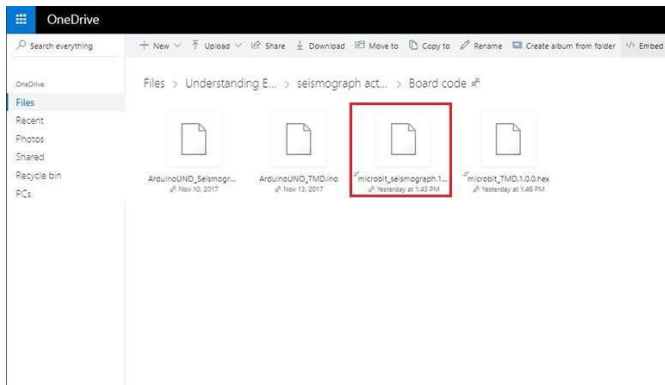 OneDrive
Search everything
New Upload Share Download Move to Copy to Rename Create album from folder Embed
OneDrive
Files > Understanding E... > seismograph act... > Board code
Files
Recent
Photos
Shared
Recycle bin
PCs
ArduinoUNO_Seismogr... ArduinoUNO_TMD.ino microbit_seismograph.1... microbit_TMD.1.0.0.hex
Nov 10, 2017 Nov 13, 2017 Yesterday at 1:43 PM Yesterday at 1:46 PM